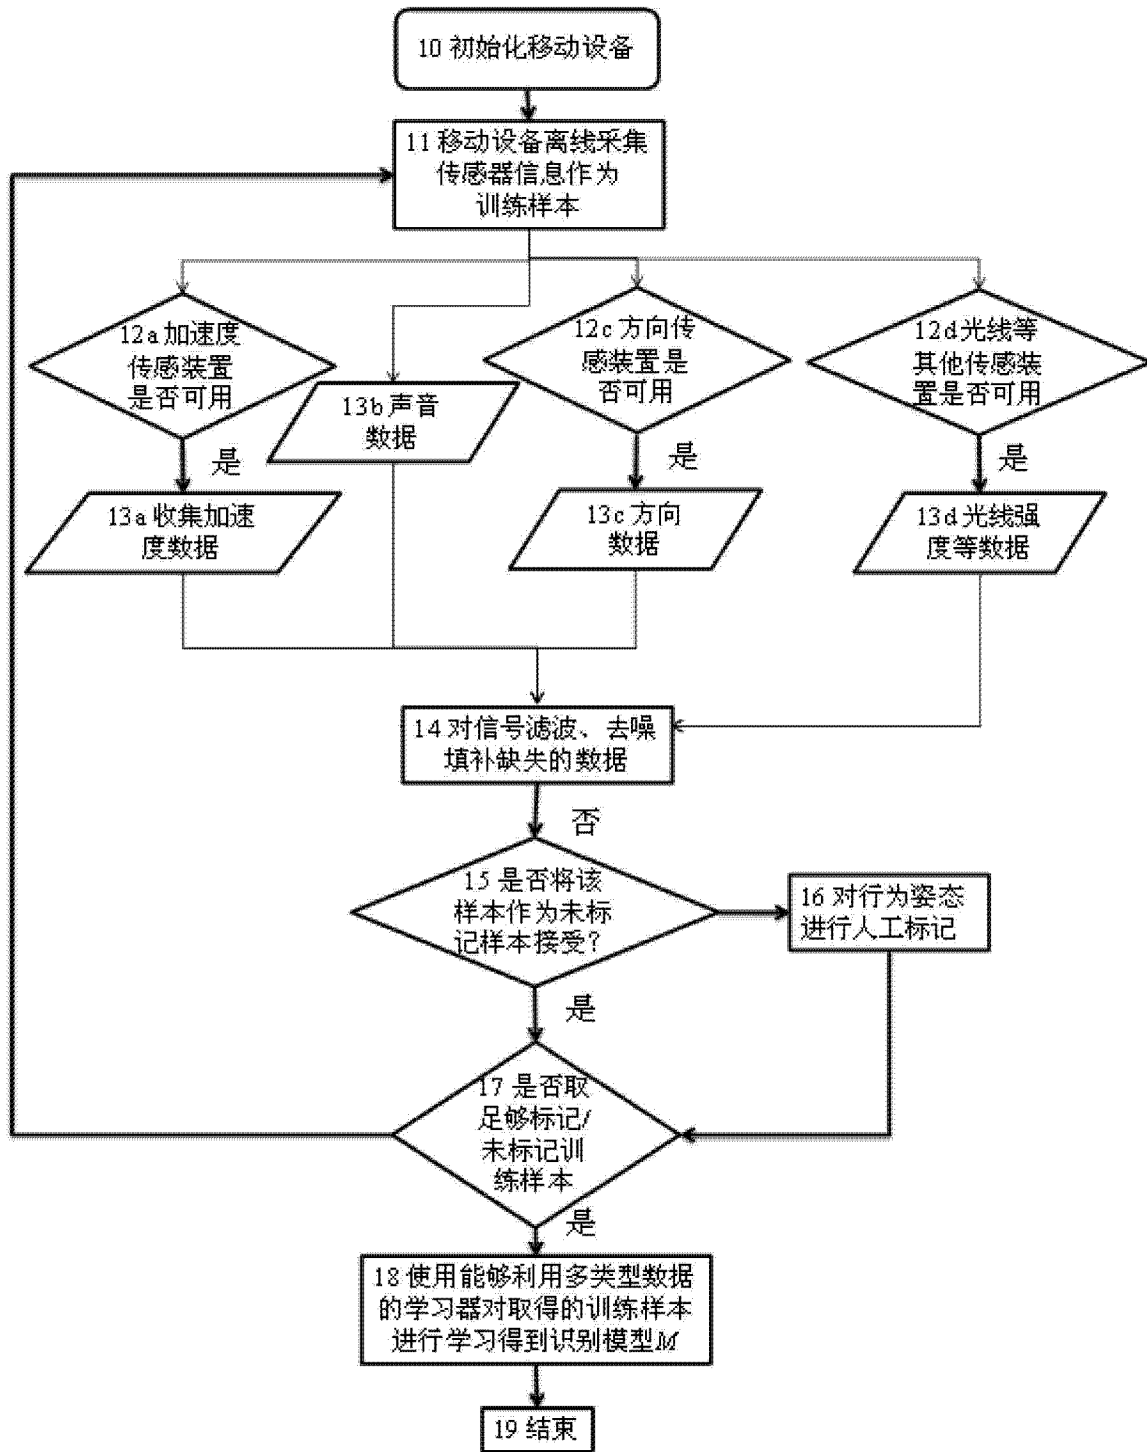 10 初始化移动设备
11 移动设备离线采集
传感器信息作为
训练样本
12a 加速度
传感装置
是否可用
13b 声音
数据
12c 方向传
感装置是
否可用
12d 光线等
其他传感装
置是否可用
是
是
是
13a 收集加速
度数据
13c 方向
数据
13d 光线强
度等数据
14 对信号滤波、去噪
填补缺失的数据
否
15 是否将该
样本作为未标
记样本接受?
16 对行为姿态
进行人工标记
是
17 是否取
足够标记/
未标记训
练样本
是
18 使用能够利用多类型数据
的学习器对取得的训练样本
进行学习得到识别模型M
19 结束